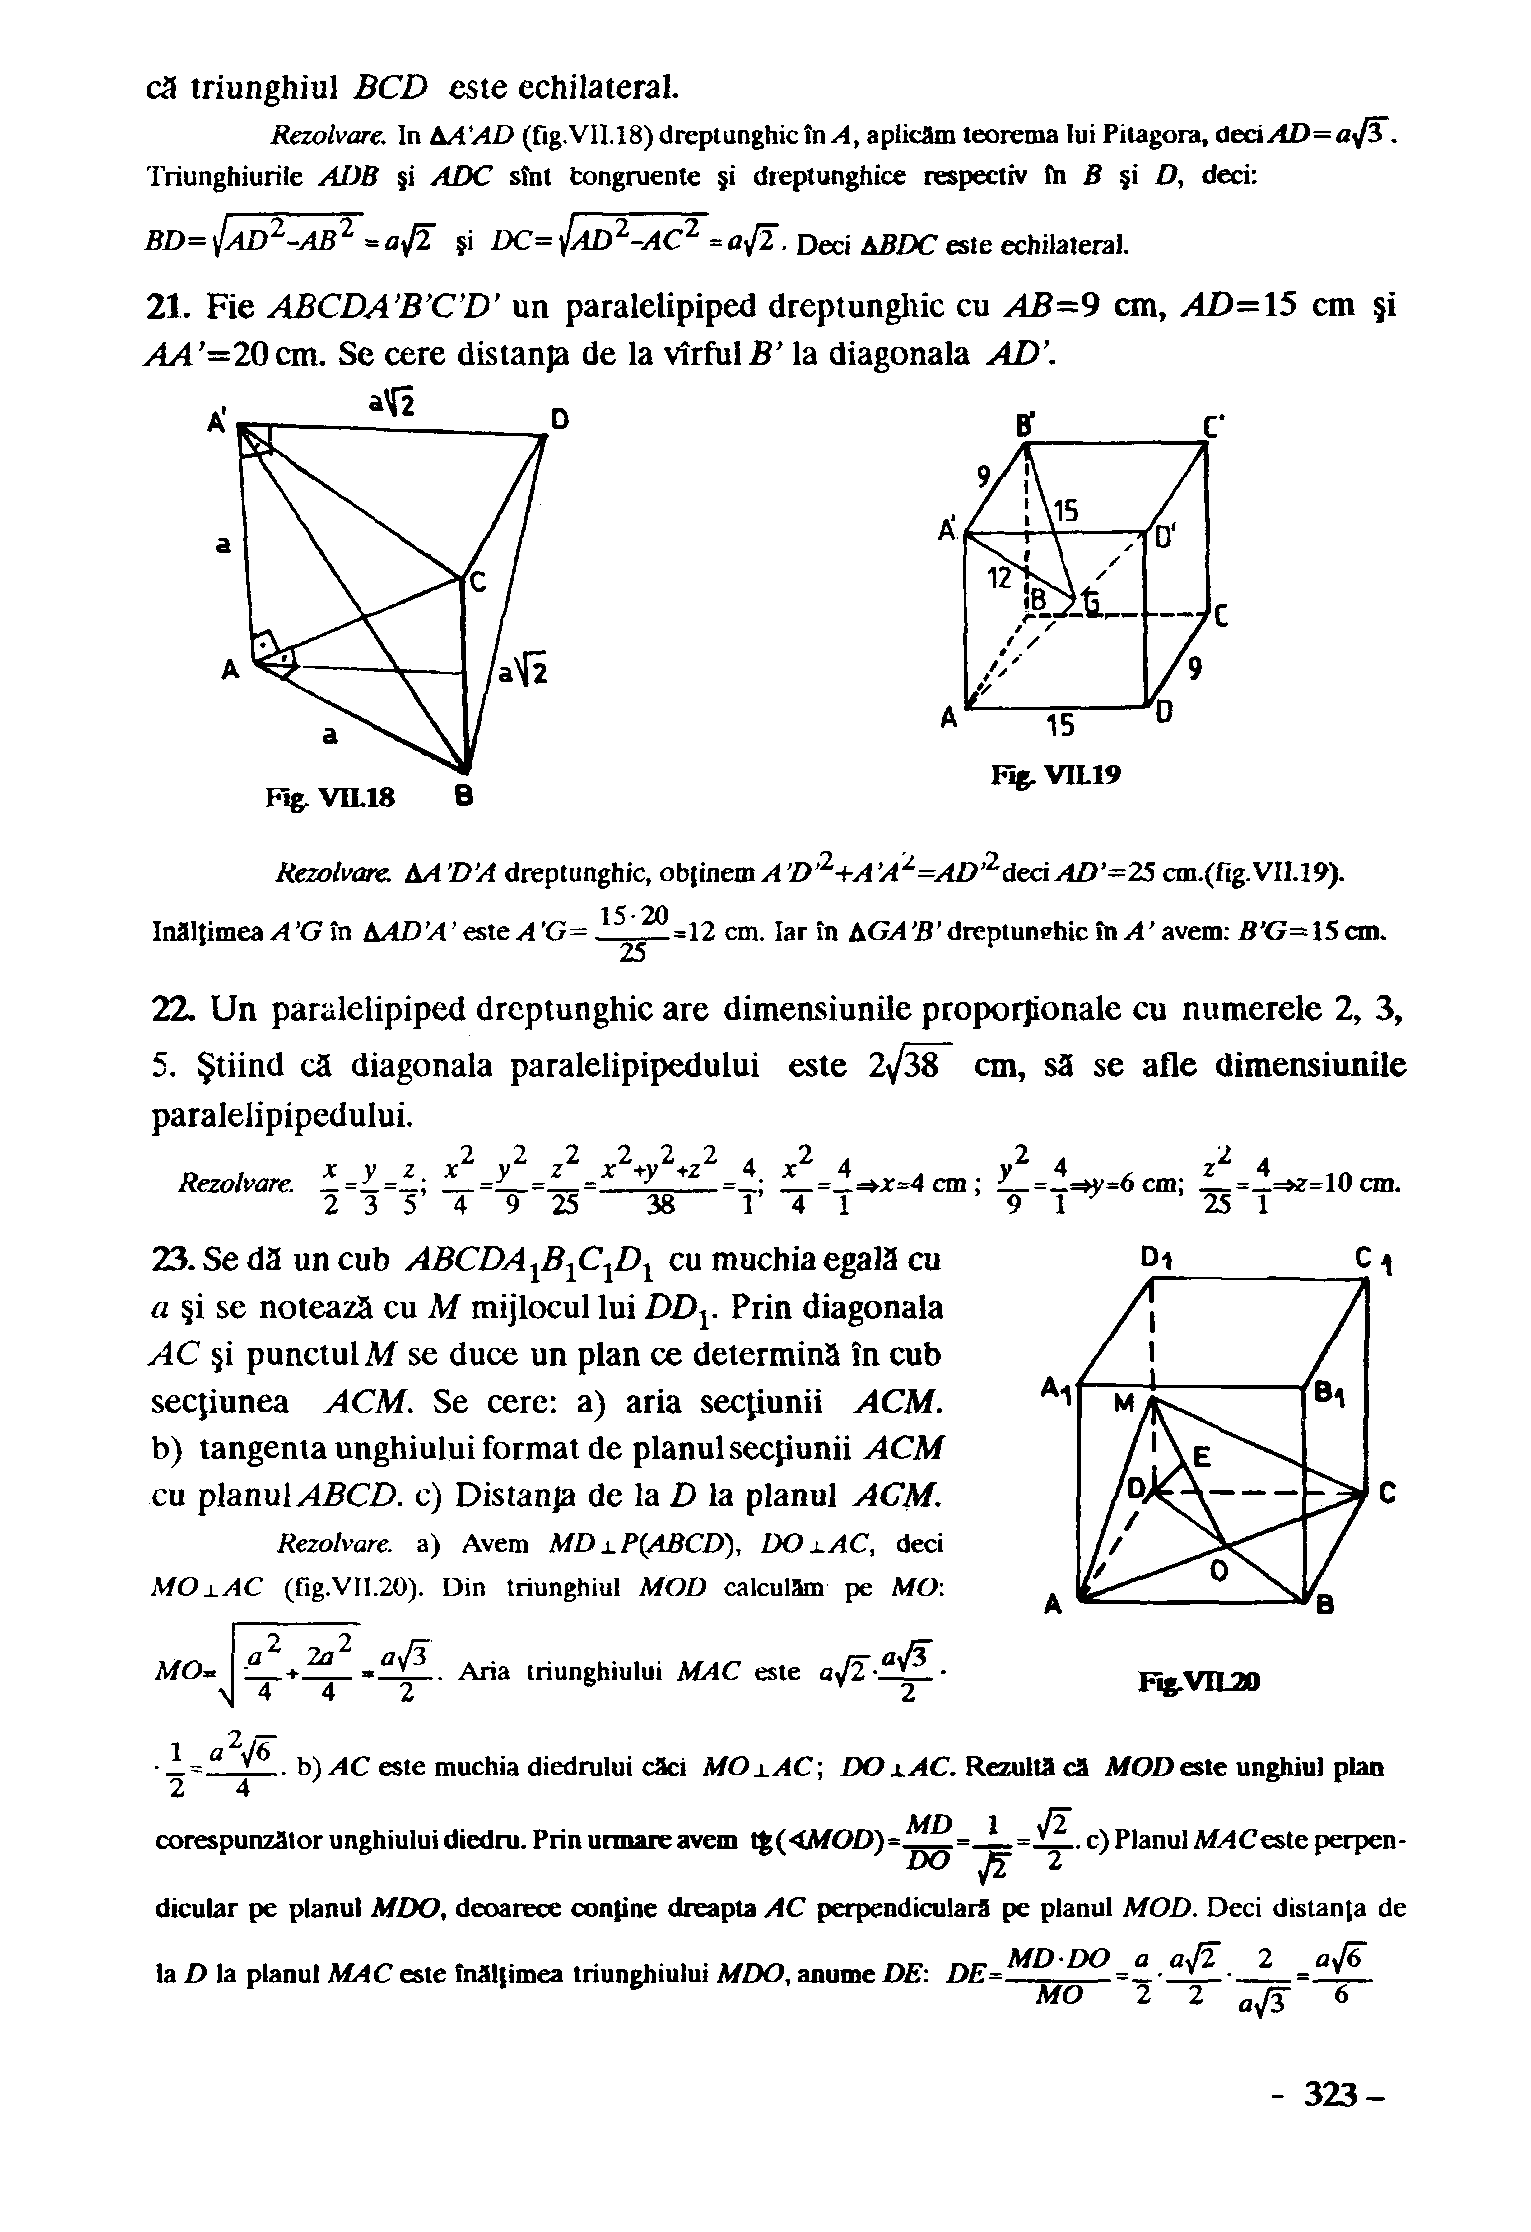 că triunghiul BCD este echilateral.
Rezolvare. In ΔA'AD (fig.VII.18) dreptunghic în A, aplicăm teorema lui Pitagora, deci AD=a√3.
Triunghiurile ADB şi ADC sînt congruente şi dreptunghice respectiv în B şi D, deci:
BD=√(AD²-AB²)=a√2 şi DC=√(AD²-AC²)=a√2. Deci ΔBDC este echilateral.
21. Fie ABCDA'B'C'D' un paralelipiped dreptunghic cu AB=9 cm, AD=15 cm şi
AA'=20 cm. Se cere distanţa de la vîrful B' la diagonala AD'.
A' a√2 D
a
C
A
a√2
a
B
Fig. VII.18
B' C'
9
15
A' D'
12
B G
C
9
A 15 D
Fig. VII.19
Rezolvare. ΔA'D'A dreptunghic, obţinem A'D'²+A'A²=AD'² deci AD'=25 cm.(fig.VII.19).
Inălţimea A'G în ΔAD'A' este A'G=15·20/25=12 cm. Iar în ΔGA'B' dreptunghic în A' avem: B'G=15 cm.
22. Un paralelipiped dreptunghic are dimensiunile proporţionale cu numerele 2, 3,
5. Ştiind că diagonala paralelipipedului este 2√38 cm, să se afle dimensiunile
paralelipipedului.
Rezolvare. x/2=y/3=z/5; x²/4=y²/9=z²/25=(x²+y²+z²)/38=4/1; x²/4=4/1⇒x=4 cm; y²/9=4/1⇒y=6 cm; z²/25=4/1⇒z=10 cm.
23. Se dă un cub ABCDA₁B₁C₁D₁ cu muchia egală cu
a şi se notează cu M mijlocul lui DD₁. Prin diagonala
AC şi punctul M se duce un plan ce determină în cub
secţiunea ACM. Se cere: a) aria secţiunii ACM.
b) tangenta unghiului format de planul secţiunii ACM
cu planul ABCD. c) Distanţa de la D la planul ACM.
Rezolvare. a) Avem MD⊥P(ABCD), DO⊥AC, deci
MO⊥AC (fig.VII.20). Din triunghiul MOD calculăm pe MO:
MO=√(a²/4+2a²/4)=a√3/2. Aria triunghiului MAC este a√2·a√3/2·
D₁ C₁
A₁ M B₁
E
D C
O
A B
Fig.VII.20
·1/2=a²√6/4. b) AC este muchia diedrului căci MO⊥AC; DO⊥AC. Rezultă că MOD este unghiul plan
corespunzător unghiului diedru. Prin urmare avem tg(∢MOD)=MD/DO=1/√2=√2/2. c) Planul MAC este perpen-
dicular pe planul MDO, deoarece conţine dreapta AC perpendiculară pe planul MOD. Deci distanţa de
la D la planul MAC este înălţimea triunghiului MDO, anume DE: DE=MD·DO/MO=a/2·a√2/2·2/a√3=a√6/6
- 323 -